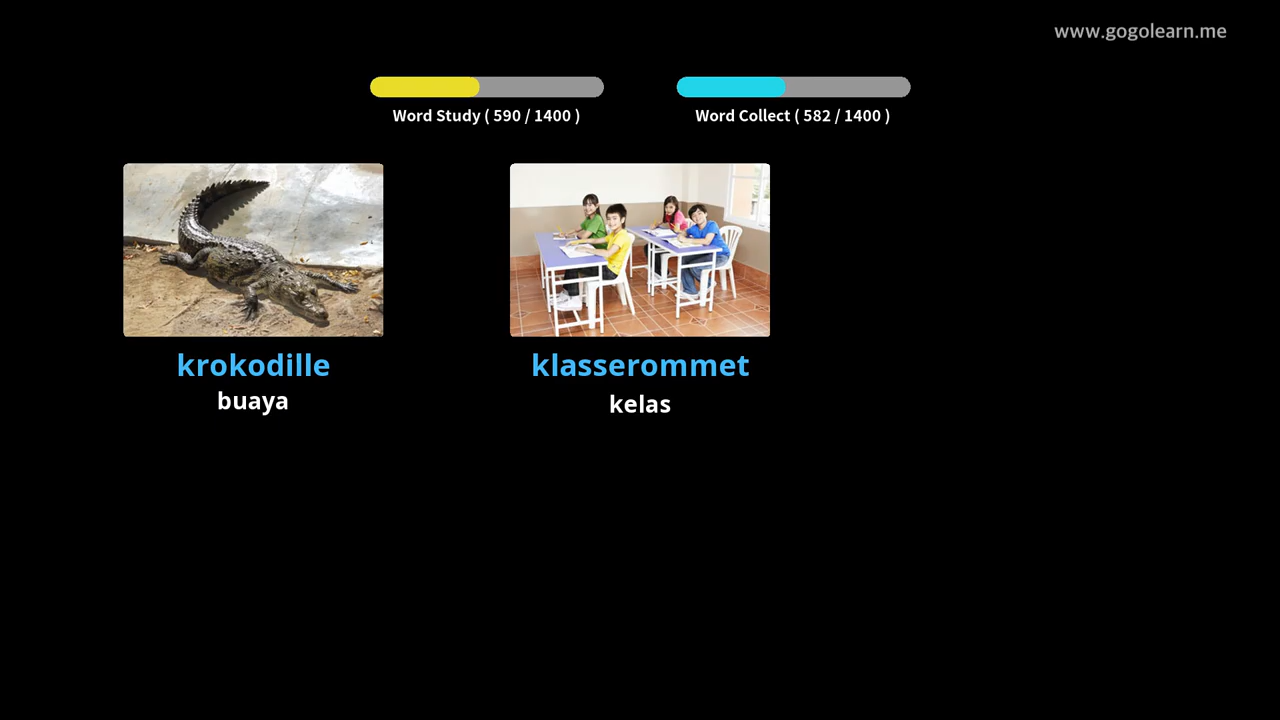 www.gogolearn.me
Word Study ( 590 / 1400 )
Word Collect ( 582 / 1400 )
krokodille
buaya
klasserommet
kelas